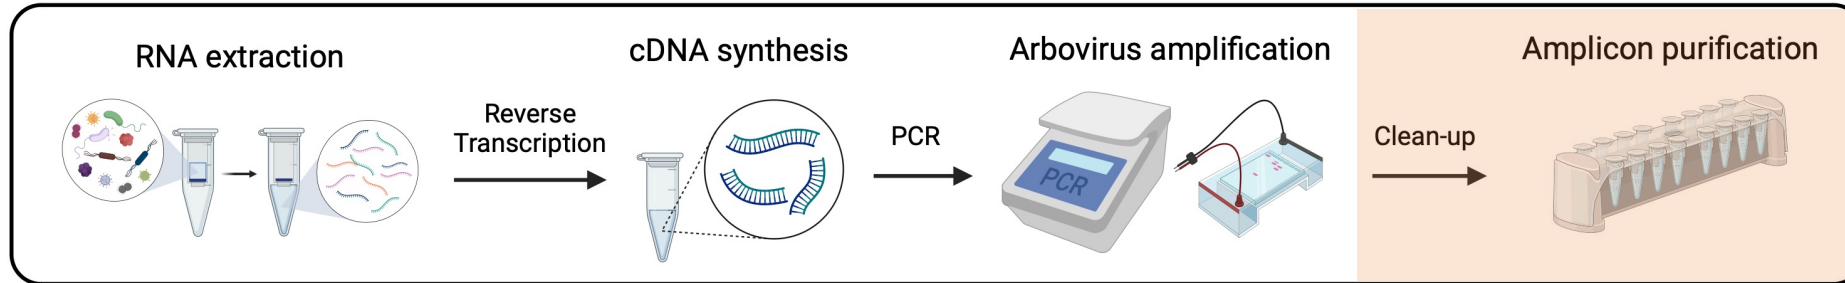 RNA extraction
Reverse
Transcription
cDNA synthesis
PCR
Arbovirus amplification
PCR
Clean-up
Amplicon purification